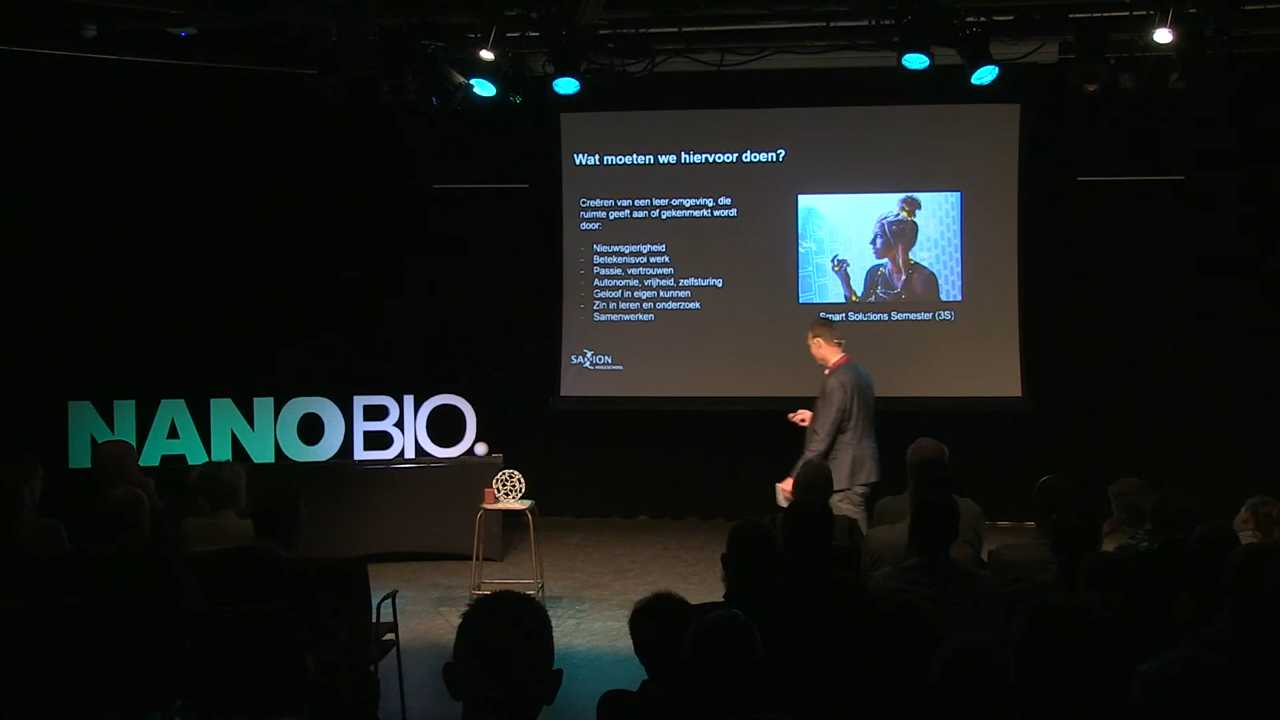 Wat moeten we hiervoor doen?
Creëren van een leer-omgeving, die
ruimte geeft aan of gekenmerkt wordt
door:
- Nieuwsgierigheid
- Betekenisvol werk
- Passie, vertrouwen
- Autonomie, vrijheid, zelfsturing
- Geloof in eigen kunnen
- Zin in leren en onderzoek
- Samenwerken
Smart Solutions Semester (3S)
SAXION
HOGESCHOOL
NANOBIO.